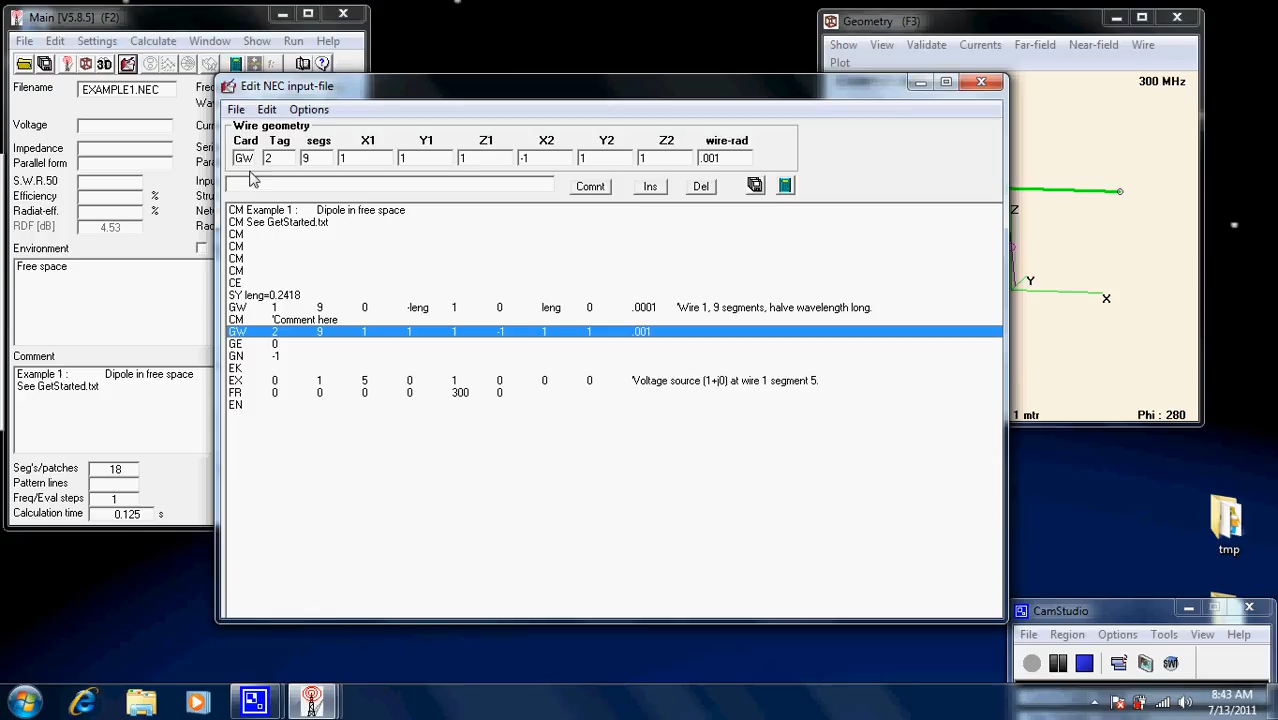 Main [V5.8.5] (F2)
File Edit Settings Calculate Window Show Run Help
3D
Filename EXAMPLE1.NEC
Voltage
Impedance
Parallel form
S.W.R.50
Efficiency %
Radiat-eff. %
RDF [dB] 4.53
Environment
Free space
Comment
Example 1 : Dipole in free space
See GetStarted.txt
Seg's/patches 18
Pattern lines
Freq/Eval steps 1
Calculation time 0.125 s
Edit NEC input-file
File Edit Options
Wire geometry
Card Tag segs X1 Y1 Z1 X2 Y2 Z2 wire-rad
GW 2 9 1 1 1 -1 1 1 .001
Comnt Ins Del
CM Example 1 : Dipole in free space
CM See GetStarted.txt
CM
CM
CM
CM
CE
SY leng=0.2418
GW 1 9 0 -leng 1 0 leng 0 .0001 'Wire 1, 9 segments, halve wavelength long.
CM 'Comment here
GW 2 9 1 1 1 -1 1 1 .001
GE 0
GN -1
EK
EX 0 1 5 0 1 0 0 0 'Voltage source (1+j0) at wire 1 segment 5.
FR 0 0 0 0 300 0
EN
Geometry (F3)
Show View Validate Currents Far-field Near-field Wire
Plot
300 MHz
Z
Y
X
1 mtr Phi : 280
tmp
CamStudio
File Region Options Tools View Help
8:43 AM
7/13/2011